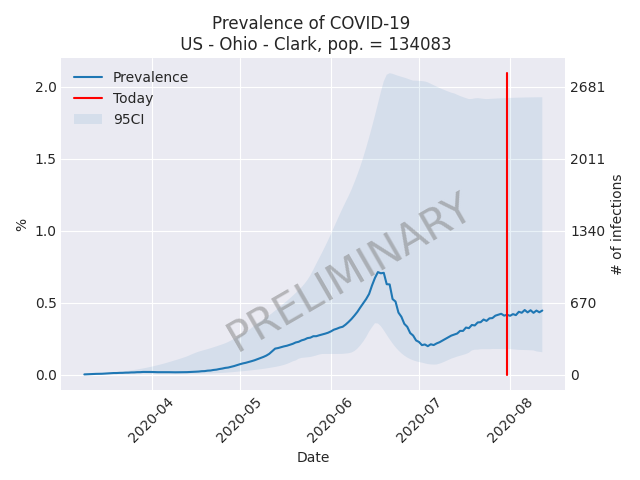 Prevalence of COVID-19
US - Ohio - Clark, pop. = 134083
Prevalence
Today
95CI
PRELIMINARY
2.0
1.5
1.0
0.5
0.0
%
2681
2011
1340
670
0
# of infections
2020-04
2020-05
2020-06
2020-07
2020-08
Date